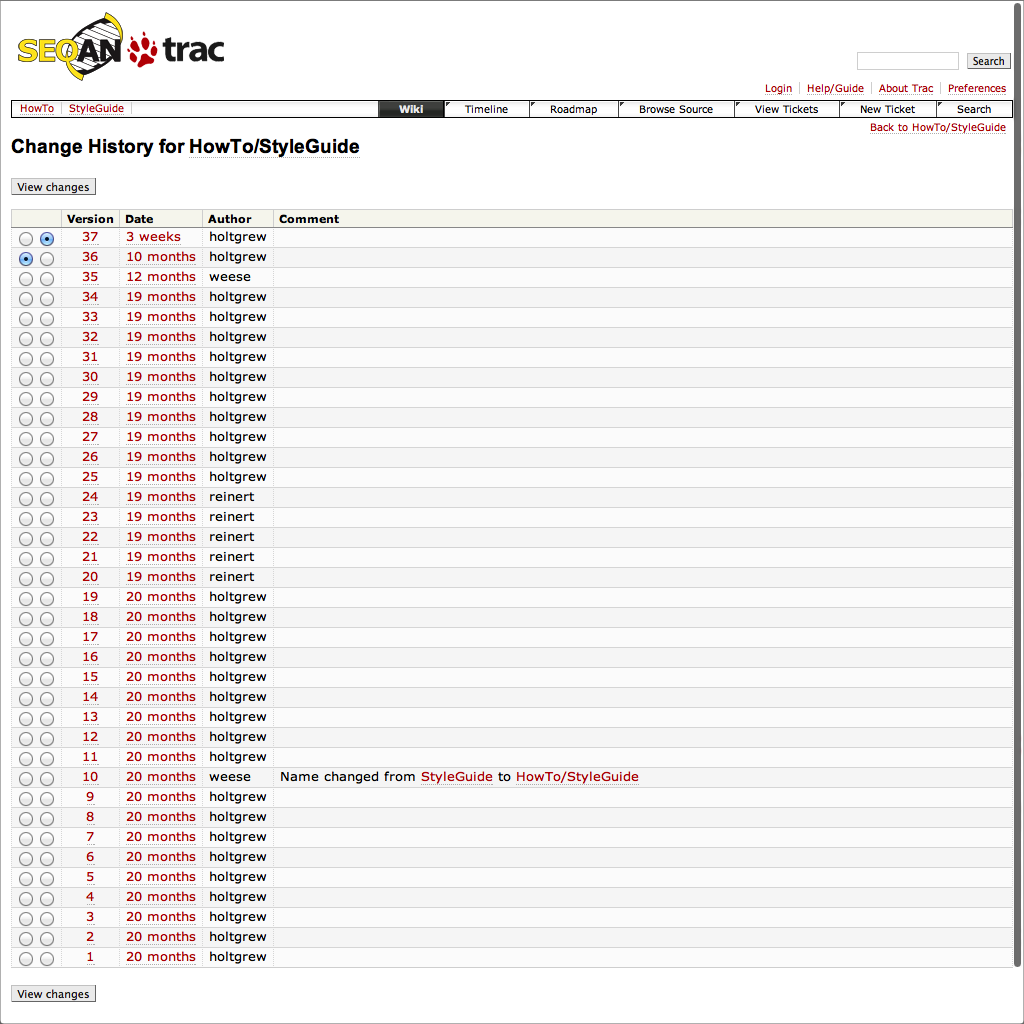 SEQAN trac
Search
Login Help/Guide About Trac Preferences
HowTo StyleGuide Wiki Timeline Roadmap Browse Source View Tickets New Ticket Search
Back to HowTo/StyleGuide
Change History for HowTo/StyleGuide
View changes
Version Date Author Comment
37 3 weeks holtgrew
36 10 months holtgrew
35 12 months weese
34 19 months holtgrew
33 19 months holtgrew
32 19 months holtgrew
31 19 months holtgrew
30 19 months holtgrew
29 19 months holtgrew
28 19 months holtgrew
27 19 months holtgrew
26 19 months holtgrew
25 19 months holtgrew
24 19 months reinert
23 19 months reinert
22 19 months reinert
21 19 months reinert
20 19 months reinert
19 20 months holtgrew
18 20 months holtgrew
17 20 months holtgrew
16 20 months holtgrew
15 20 months holtgrew
14 20 months holtgrew
13 20 months holtgrew
12 20 months holtgrew
11 20 months holtgrew
10 20 months weese Name changed from StyleGuide to HowTo/StyleGuide
9 20 months holtgrew
8 20 months holtgrew
7 20 months holtgrew
6 20 months holtgrew
5 20 months holtgrew
4 20 months holtgrew
3 20 months holtgrew
2 20 months holtgrew
1 20 months holtgrew
View changes